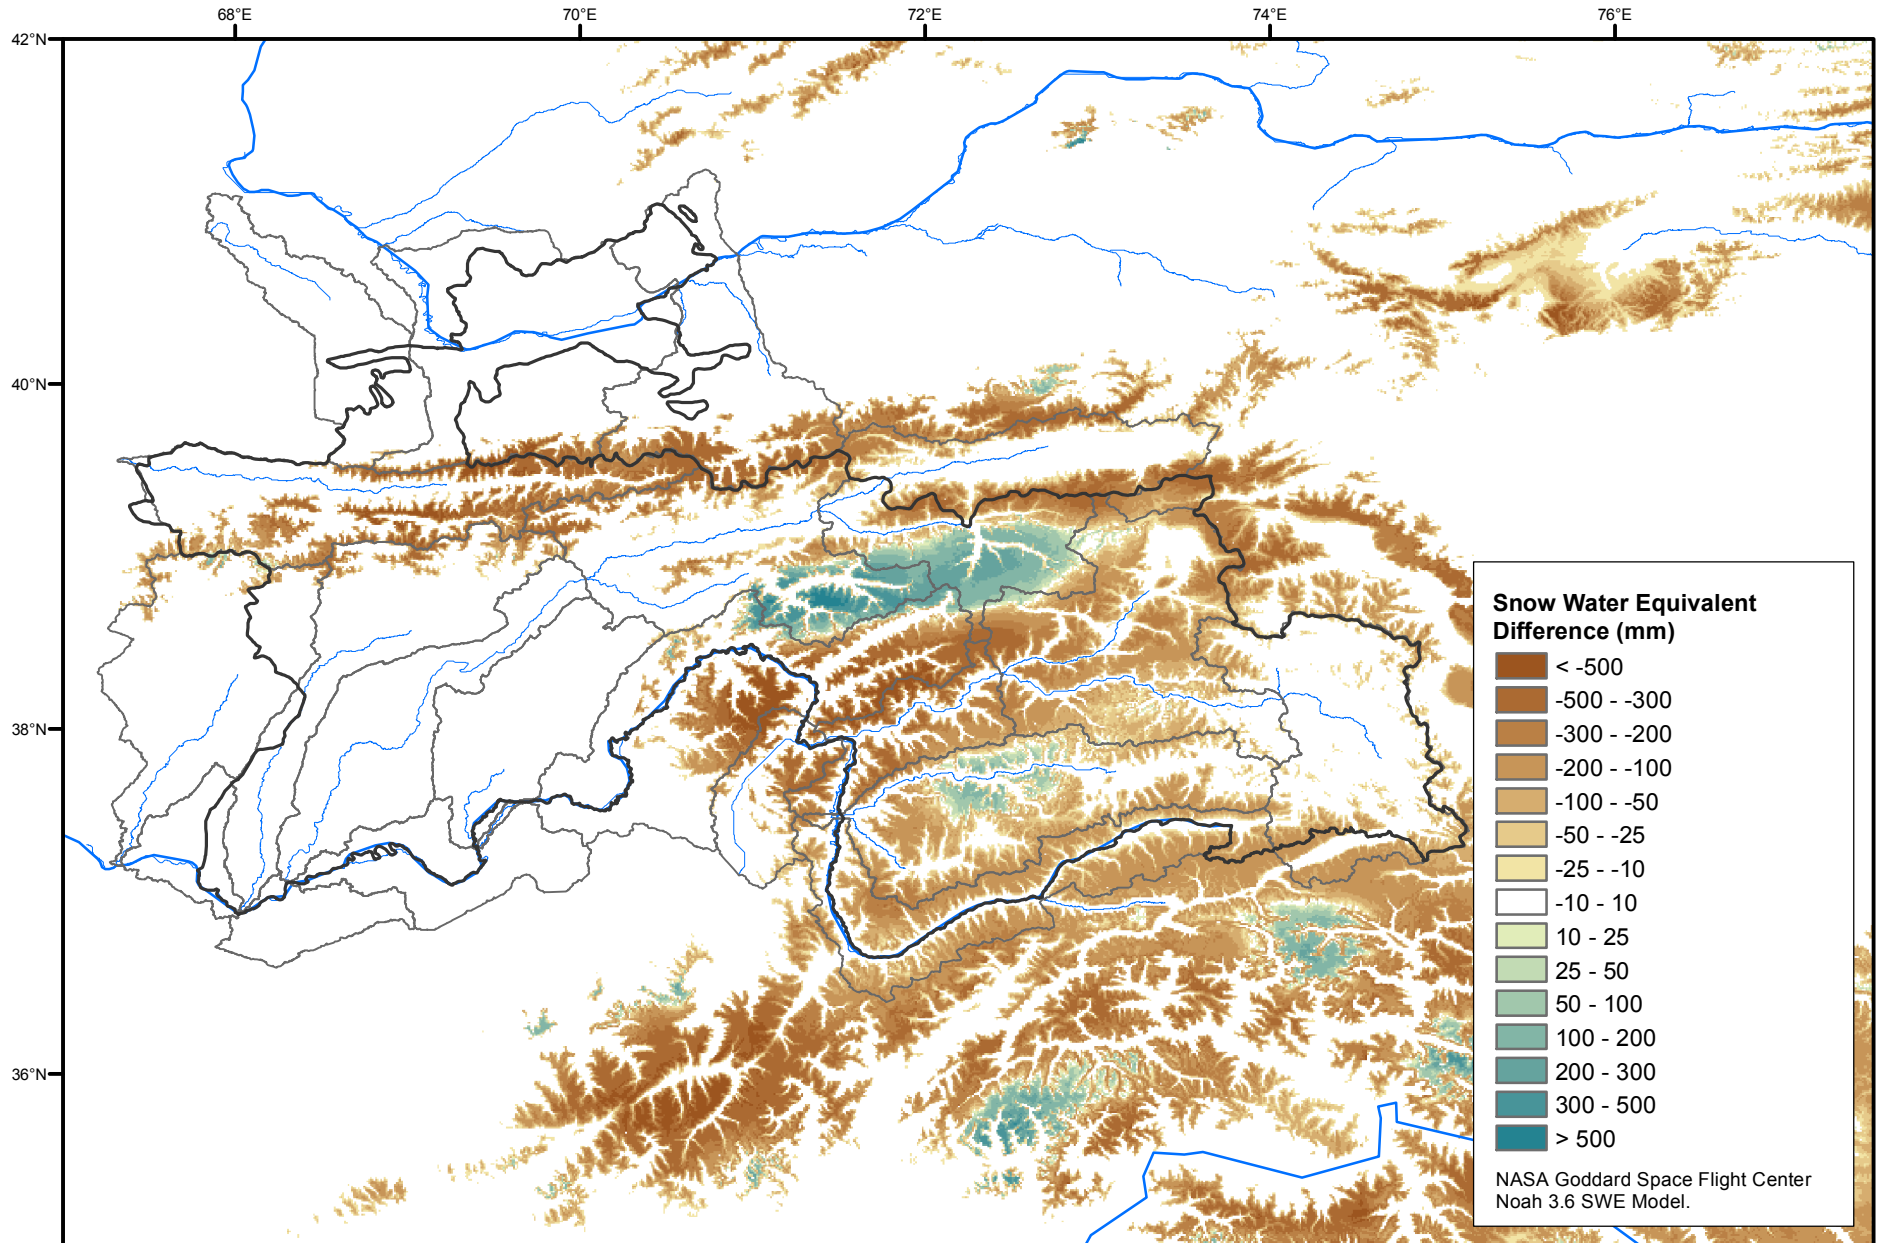 68°E 70°E 72°E 74°E 76°E
42°N
40°N
38°N
36°N
Snow Water Equivalent
Difference (mm)
< -500
-500 - -300
-300 - -200
-200 - -100
-100 - -50
-50 - -25
-25 - -10
-10 - 10
10 - 25
25 - 50
50 - 100
100 - 200
200 - 300
300 - 500
> 500
NASA Goddard Space Flight Center
Noah 3.6 SWE Model.